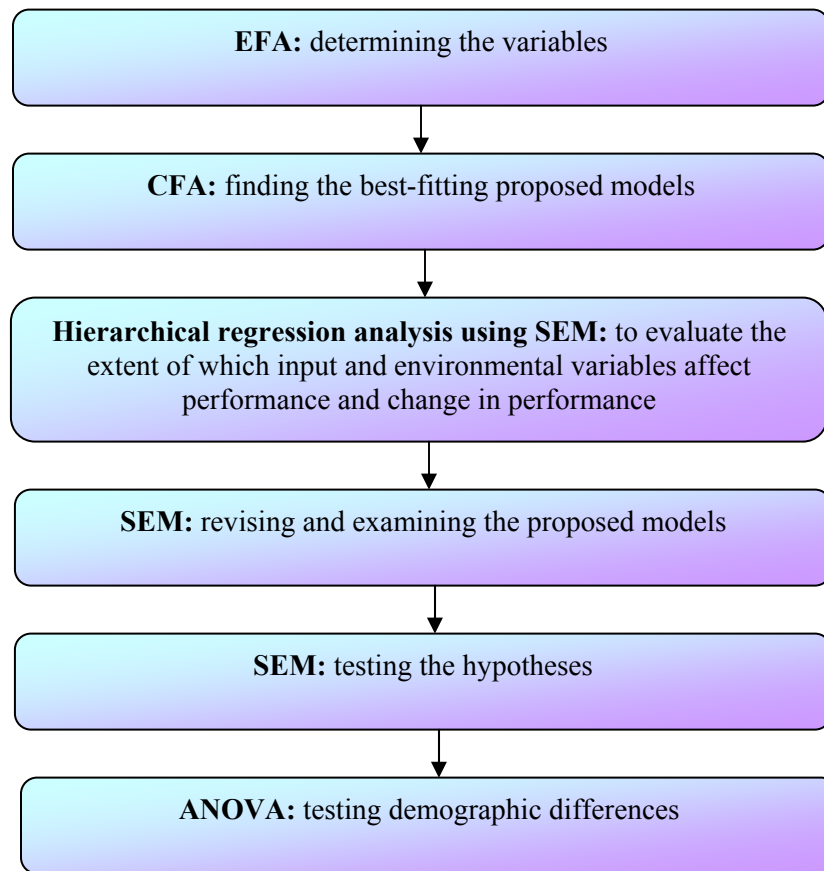 EFA: determining the variables
CFA: finding the best-fitting proposed models
Hierarchical regression analysis using SEM: to evaluate the
extent of which input and environmental variables affect
performance and change in performance
SEM: revising and examining the proposed models
SEM: testing the hypotheses
ANOVA: testing demographic differences